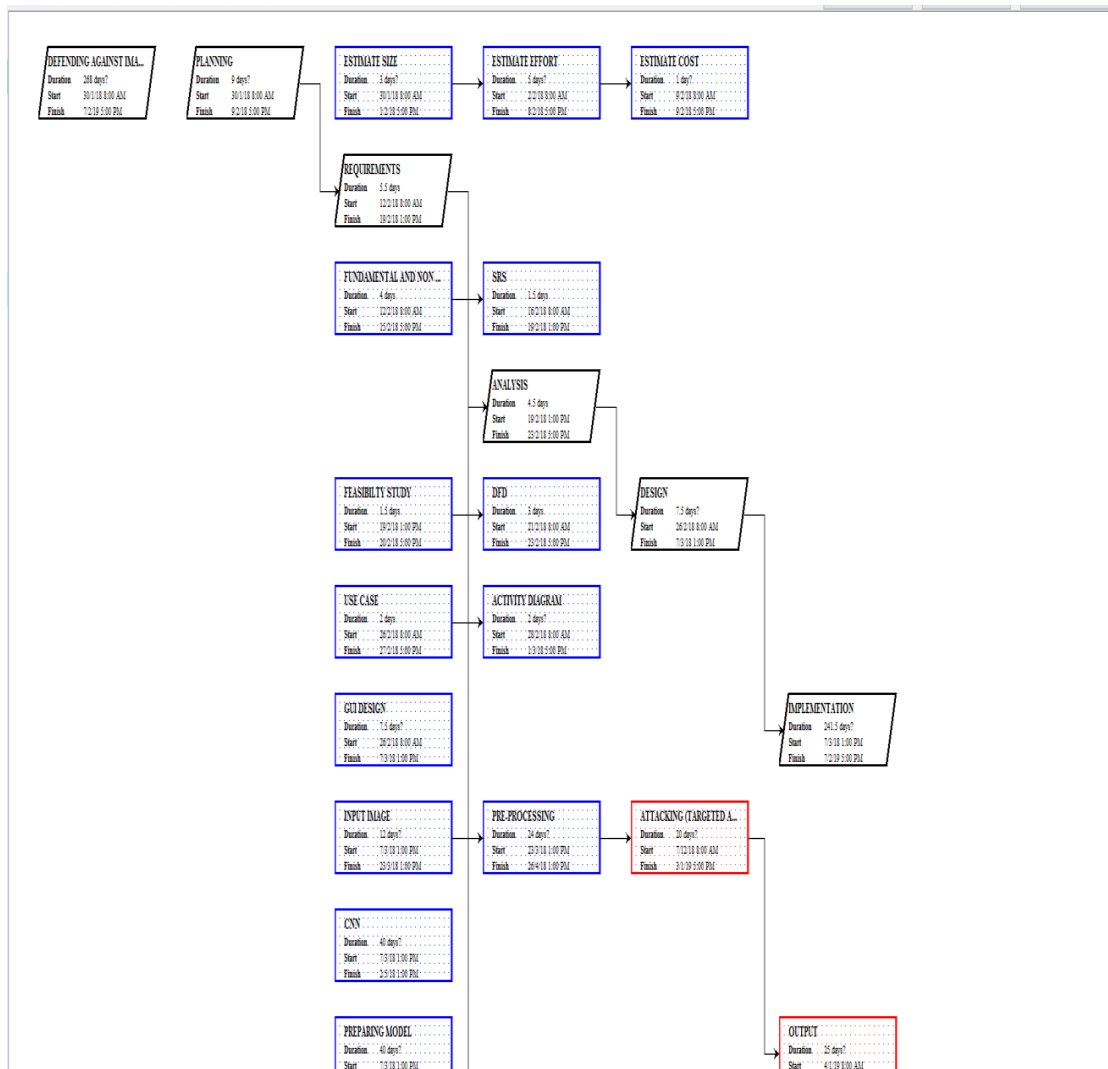 DEFENDING AGAINST IMA...
Duration 268 days?
Start 30/1/18 8:00 AM
Finish 7/2/19 5:00 PM
PLANNING
Duration 9 days?
Start 30/1/18 8:00 AM
Finish 9/2/18 5:00 PM
ESTIMATE SIZE
Duration 3 days?
Start 30/1/18 8:00 AM
Finish 1/2/18 5:00 PM
ESTIMATE EFFORT
Duration 5 days?
Start 2/2/18 8:00 AM
Finish 8/2/18 5:00 PM
ESTIMATE COST
Duration 1 day?
Start 9/2/18 8:00 AM
Finish 9/2/18 5:00 PM
REQUIREMENTS
Duration 5.5 days
Start 12/2/18 8:00 AM
Finish 19/2/18 1:00 PM
FUNDAMENTAL AND NON ...
Duration 4 days
Start 12/2/18 8:00 AM
Finish 15/2/18 5:00 PM
SRS
Duration 1.5 days
Start 16/2/18 8:00 AM
Finish 19/2/18 1:00 PM
ANALYSIS
Duration 4.5 days
Start 19/2/18 1:00 PM
Finish 23/2/18 5:00 PM
FEASIBILTY STUDY
Duration 1.5 days
Start 19/2/18 1:00 PM
Finish 20/2/18 5:00 PM
DFD
Duration 3 days
Start 21/2/18 8:00 AM
Finish 23/2/18 5:00 PM
DESIGN
Duration 7.5 days?
Start 26/2/18 8:00 AM
Finish 7/3/18 1:00 PM
USE CASE
Duration 2 days
Start 26/2/18 8:00 AM
Finish 27/2/18 5:00 PM
ACTIVITY DIAGRAM
Duration 2 days?
Start 28/2/18 8:00 AM
Finish 1/3/18 5:00 PM
GUI DESIGN
Duration 7.5 days?
Start 26/2/18 8:00 AM
Finish 7/3/18 1:00 PM
IMPLEMENTATION
Duration 241.5 days?
Start 7/3/18 1:00 PM
Finish 7/2/19 5:00 PM
INPUT IMAGE
Duration 12 days?
Start 7/3/18 1:00 PM
Finish 23/3/18 1:00 PM
PRE-PROCESSING
Duration 24 days?
Start 23/3/18 1:00 PM
Finish 26/4/18 1:00 PM
ATTACKING (TARGETED A...
Duration 20 days?
Start 7/12/18 8:00 AM
Finish 3/1/19 5:00 PM
CNN
Duration 40 days?
Start 7/3/18 1:00 PM
Finish 2/5/18 1:00 PM
PREPARING MODEL
Duration 40 days?
Start 7/3/18 1:00 PM
OUTPUT
Duration 25 days?
Start 4/1/19 8:00 AM